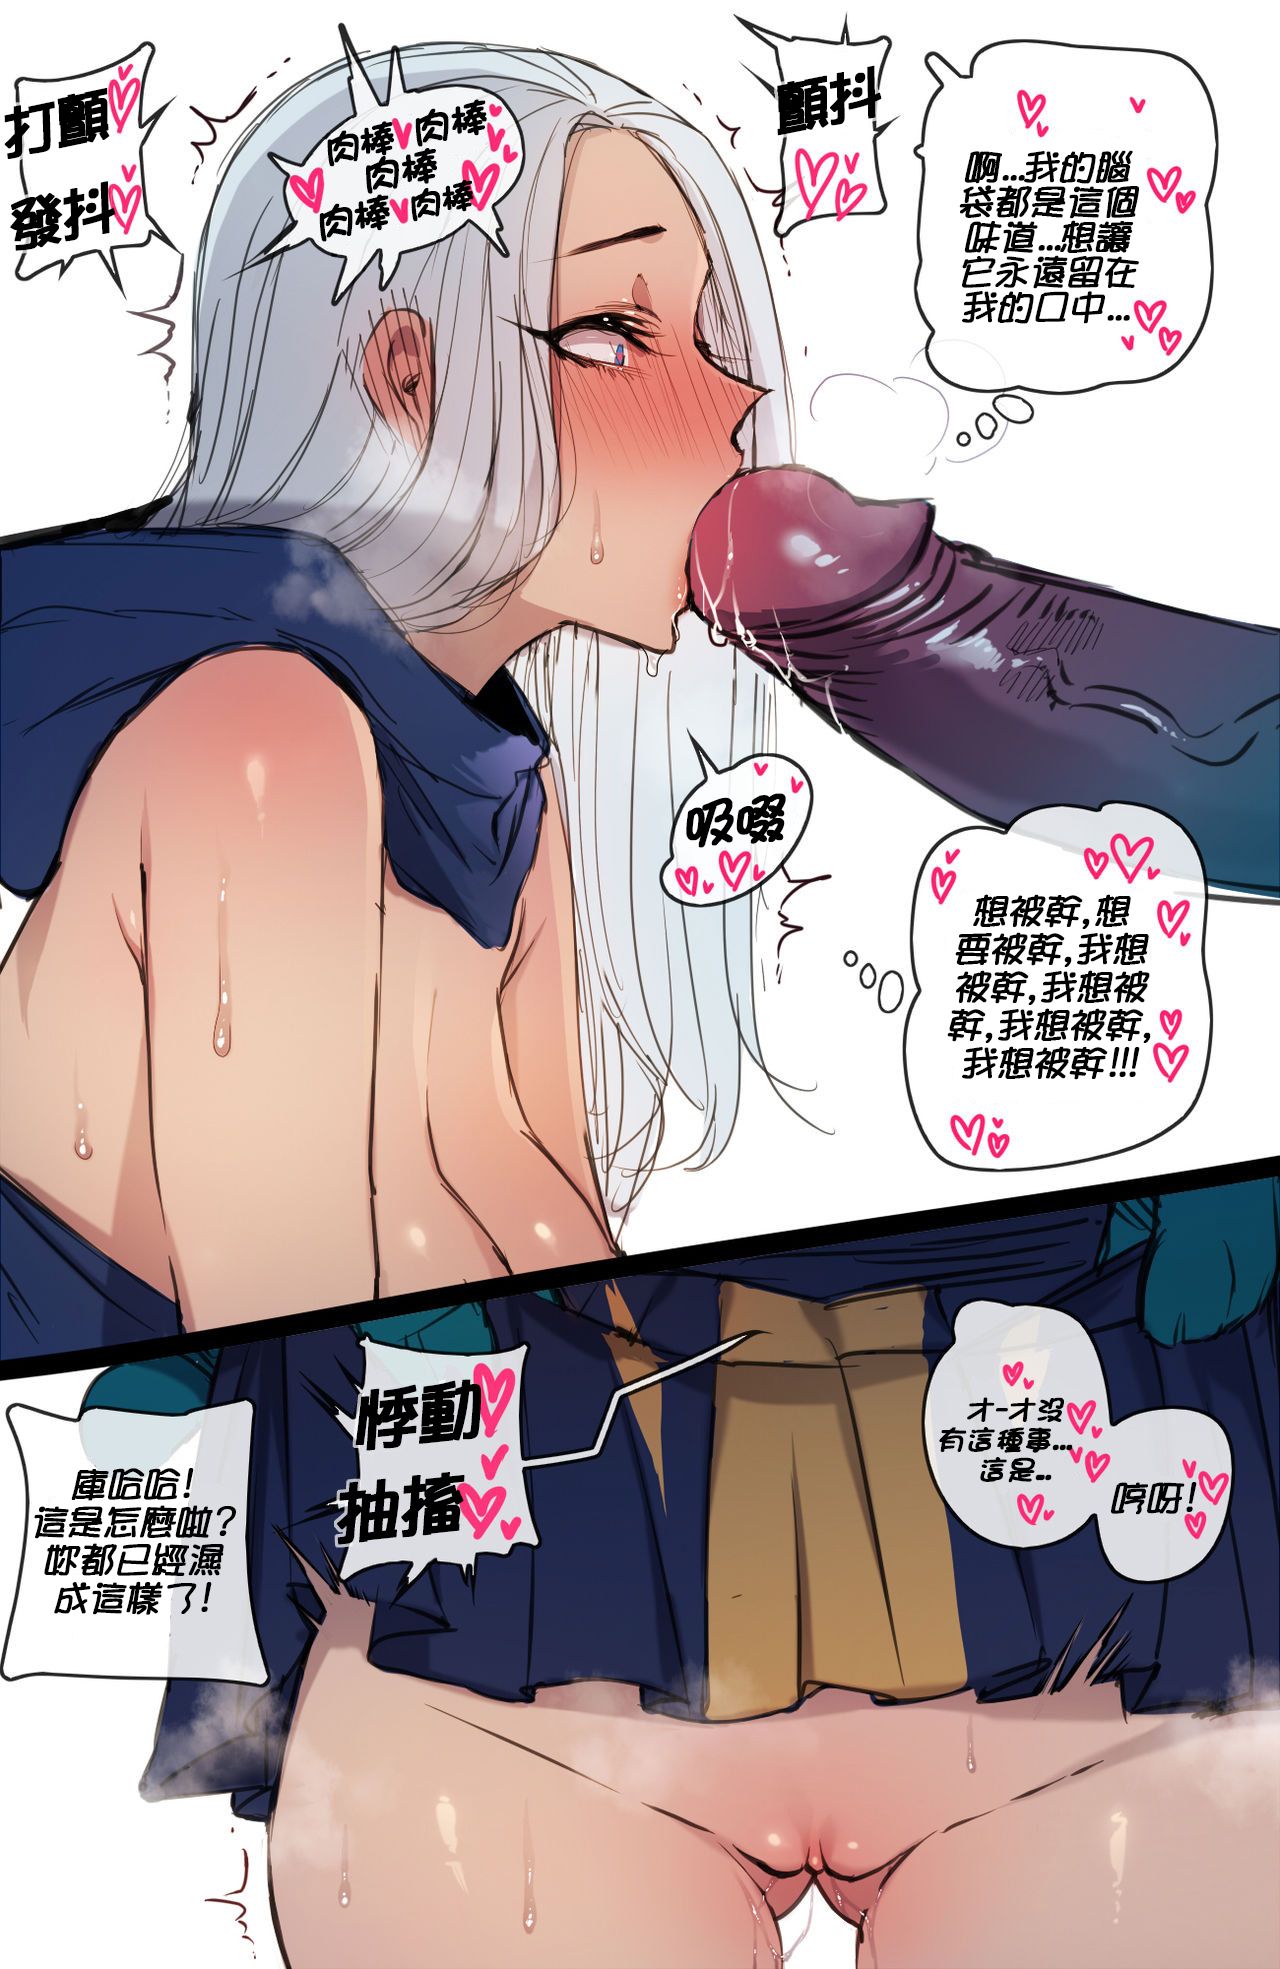 打顫
發抖
肉棒 肉棒
肉棒
肉棒 肉棒
顫抖
啊...我的腦
袋都是這個
味道...想讓
它永遠留在
我的口中...
吸啜
想被幹,想
要被幹,我想
被幹,我想被
幹,我想被幹,
我想被幹!!!
悸動
抽搐
才-才沒
有這種事...
這是...
哼呀!
庫哈哈!
這是怎麼啦?
妳都已經濕
成這樣了!